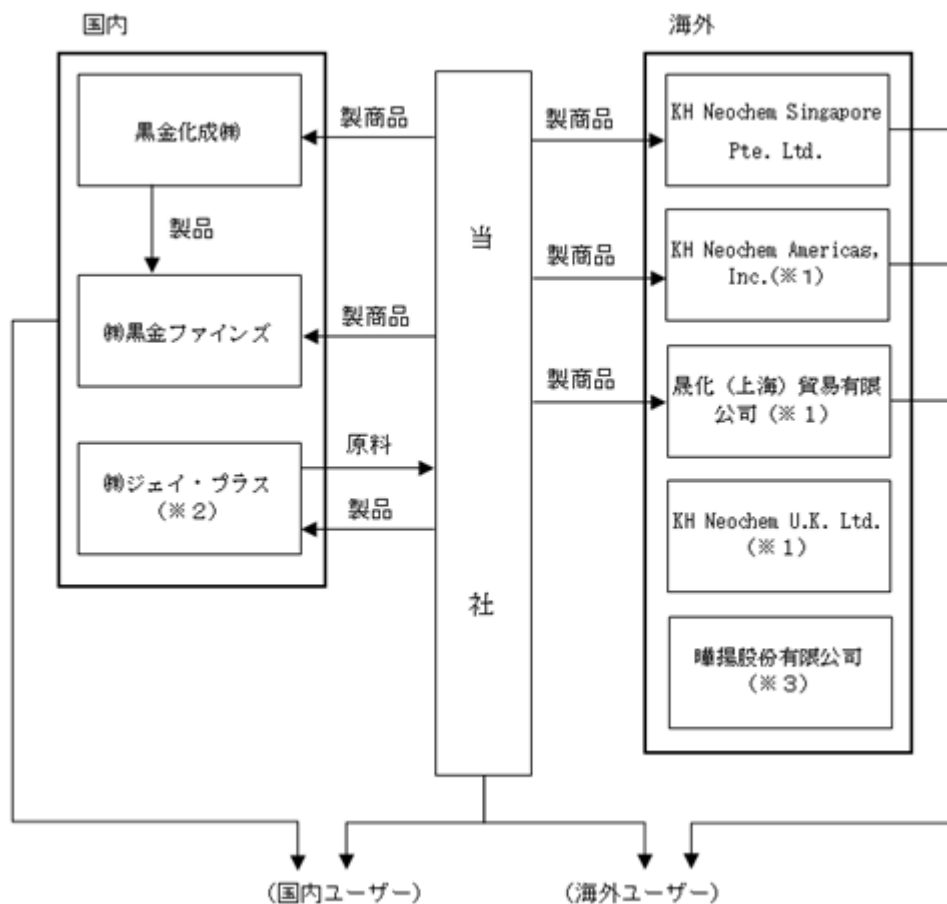 国内
海外
黒金化成㈱
製商品
製商品
KH Neochem Singapore
Pte. Ltd.
製品
当
製商品
KH Neochem Americas,
Inc.(※1)
㈱黒金ファインズ
製商品
製商品
晟化（上海）貿易有限
公司（※1）
㈱ジェイ・プラス
（※2）
原料
製品
KH Neochem U.K. Ltd.
（※1）
社
曄揚股份有限公司
（※3）
（国内ユーザー）
（海外ユーザー）